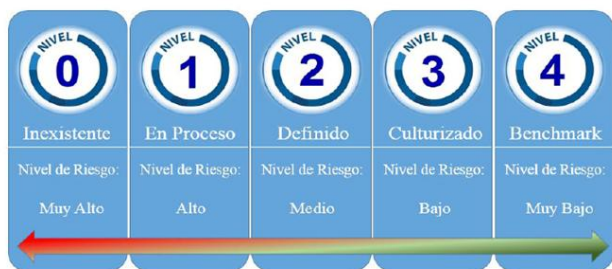 NIVEL NIVEL NIVEL NIVEL NIVEL
0 1 2 3 4
Inexistente En Proceso Definido Culturizado Benchmark
Nivel de Riesgo: Nivel de Riesgo: Nivel de Riesgo: Nivel de Riesgo: Nivel de Riesgo:
Muy Alto Alto Medio Bajo Muy Bajo